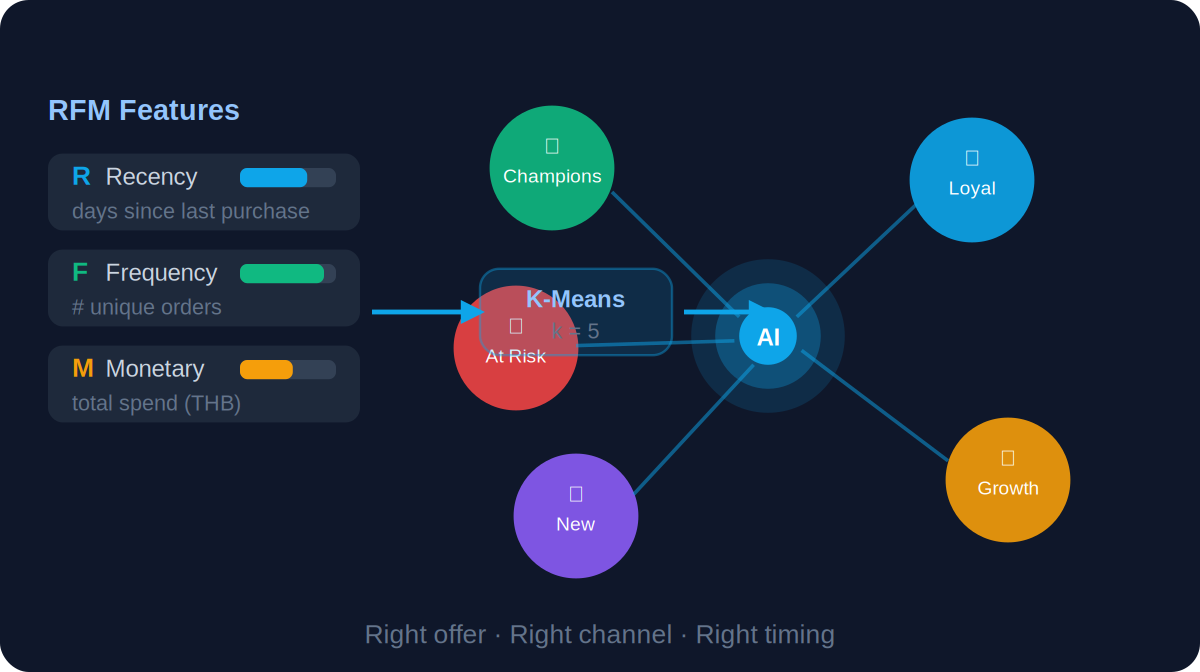 RFM Features
R Recency
days since last purchase
F Frequency
# unique orders
M Monetary
total spend (THB)
Champions
Loyal
K-Means
k = 5
At Risk
AI
New
Growth
Right offer · Right channel · Right timing